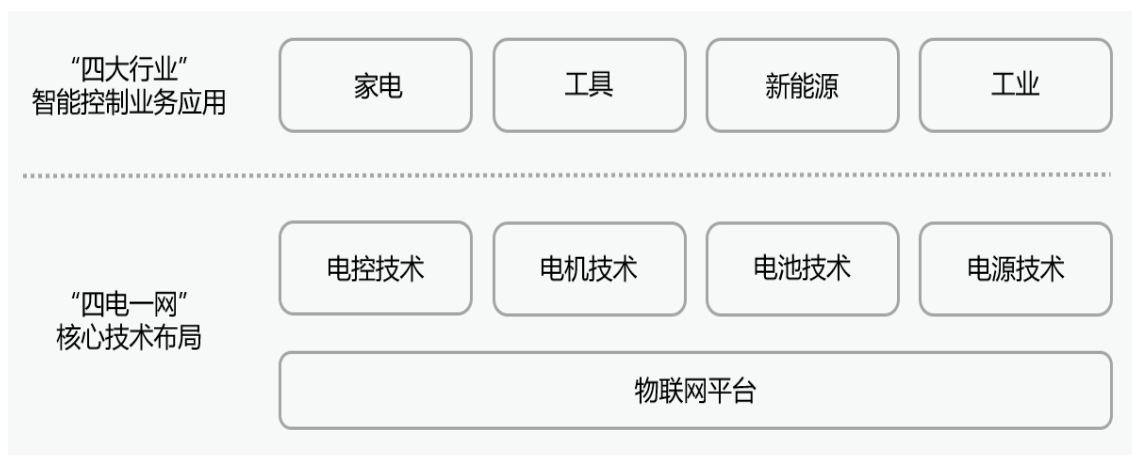 “四大行业”
智能控制业务应用
家电
工具
新能源
工业
“四电一网”
核心技术布局
电控技术
电机技术
电池技术
电源技术
物联网平台